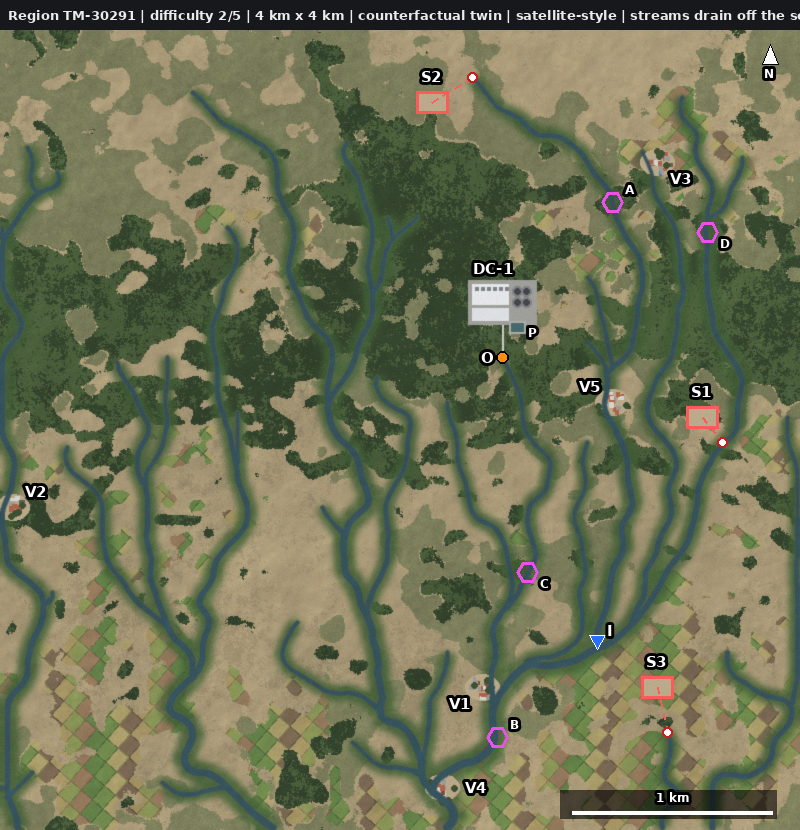 Region TM-30291 | difficulty 2/5 | 4 km x 4 km | counterfactual twin | satellite-style | streams drain off the
N
S2
V3
A
D
DC-1
P
O
V5
S1
V2
C
I
S3
V1
B
V4
1 km